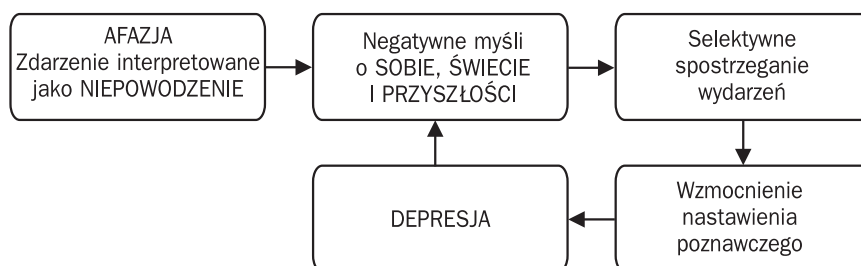 AFAZJA
Zdarzenie interpretowane
jako NIEPOWODZENIE
Negatywne myśli
o SOBIE, ŚWIECIE
I PRZYSZŁOŚCI
Selektywne
spostrzeganie
wydarzeń
Wzmocnienie
nastawienia
poznawczego
DEPRESJA